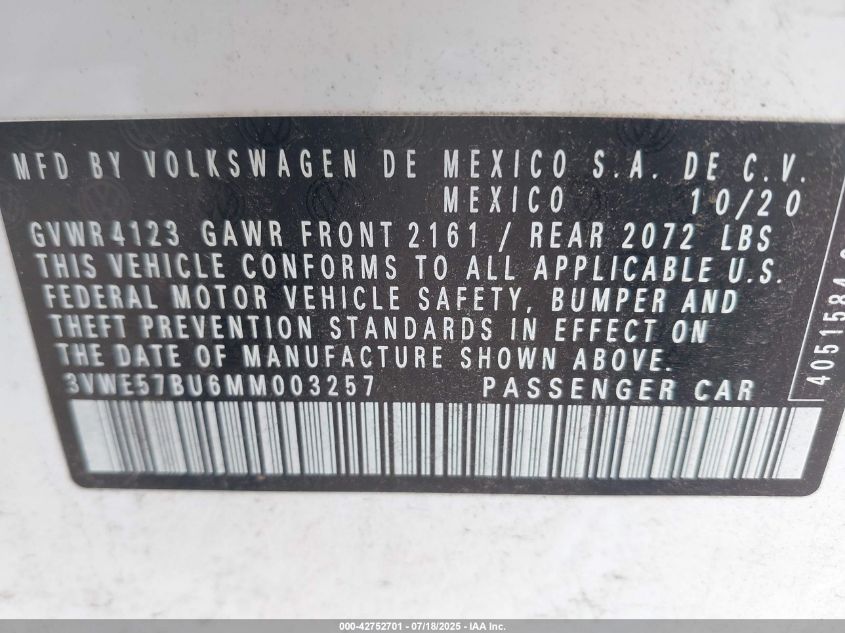 MFD BY VOLKSWAGEN DE MEXICO S.A. DE C.V.
MEXICO 10/20
GVWR 4123 GAWR FRONT 2161 / REAR 2072 LBS
THIS VEHICLE CONFORMS TO ALL APPLICABLE U.S.
FEDERAL MOTOR VEHICLE SAFETY, BUMPER AND
THEFT PREVENTION STANDARDS IN EFFECT ON
THE DATE OF MANUFACTURE SHOWN ABOVE.
3VWE57BU6MM003257 PASSENGER CAR
4051584
000-42752701 - 07/18/2025 - IAA Inc.